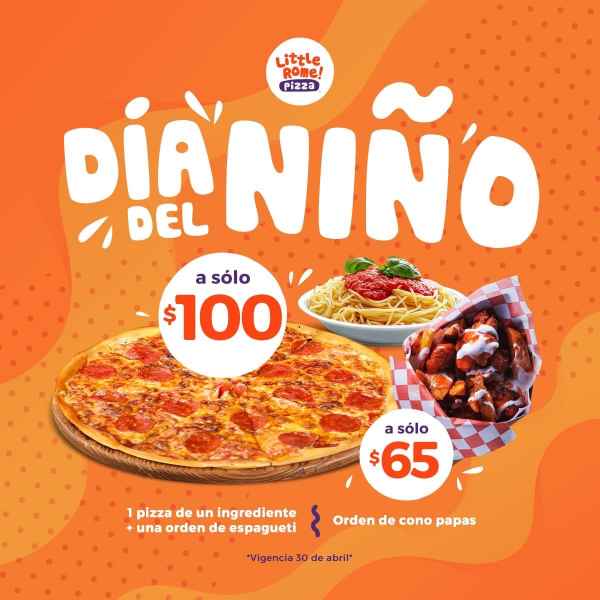 Little
Rome!
Pizza
DÍA
DEL
NIÑO
a sólo
$100
a sólo
$65
1 pizza de un ingrediente
+ una orden de espagueti
Orden de cono papas
*Vigencia 30 de abril*